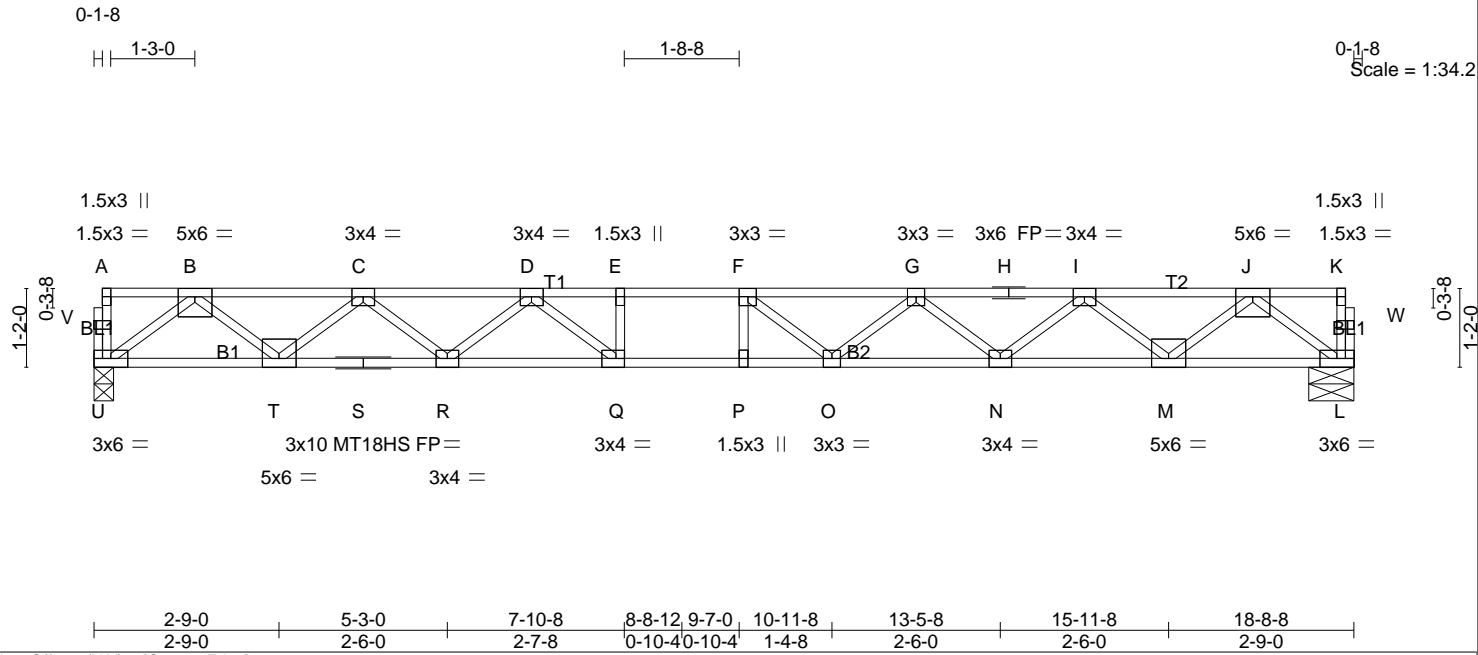 0-1-8
1-3-0 1-8-8 0-1-8
Scale = 1:34.2
1.5x3 || 1.5x3 ||
1.5x3 = 5x6 = 3x4 = 3x4 = 1.5x3 || 3x3 = 3x3 = 3x6 FP= 3x4 = 5x6 = 1.5x3 =
A B C D E F G H I J K
T1 T2
0-3-8 0-3-8
1-2-0 V W 1-2-0
BL1 BL1
B1 B2
U T S R Q P O N M L
3x6 = 3x10 MT18HS FP= 3x4 = 1.5x3 || 3x3 = 3x4 = 5x6 = 3x6 =
5x6 = 3x4 =
2-9-0 5-3-0 7-10-8 8-8-12 9-7-0 10-11-8 13-5-8 15-11-8 18-8-8
2-9-0 2-6-0 2-7-8 0-10-4 0-10-4 1-4-8 2-6-0 2-6-0 2-9-0